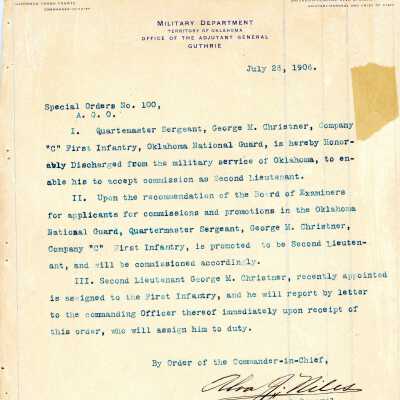 COMMANDER-IN-CHIEF
MILITARY DEPARTMENT
TERRITORY OF OKLAHOMA
OFFICE OF THE ADJUTANT GENERAL
GUTHRIE
July 28, 1906.
Special Orders No. 100,
A. G. O.
I. Quartemaster Sergeant, George M. Christner, Company
"C" First Infantry, Oklahoma National Guard, is hereby Honor-
ably Discharged from the military service of Oklahoma, to en-
able him to accept commission as Second Lieutenant.
II. Upon the recommendation of the Board of Examiners
for applicants for commissions and promotions in the Oklahoma
National Guard, Quartermaster Sergeant, George M. Christner,
Company "C" First Infantry, is promoted to be Second Lieuten-
ant, and will be commissioned accordingly.
III. Second Lieutenant George M. Christner, recently appointed
is assigned to the First Infantry, and he will report by letter
to the commanding Officer thereof immediately upon receipt of
this order, who will assign him to duty.
By Order of the Commander-in-Chief,
Alva J. Niles